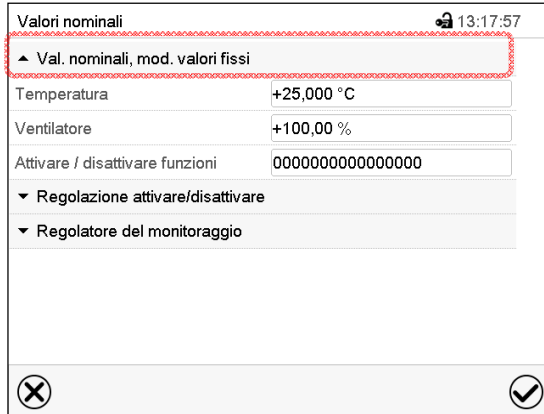 Valori nominali 13:17:57
Val. nominali, mod. valori fissi
Temperatura +25,000 °C
Ventilatore +100,00 %
Attivare / disattivare funzioni 0000000000000000
Regolazione attivare/disattivare
Regolatore del monitoraggio